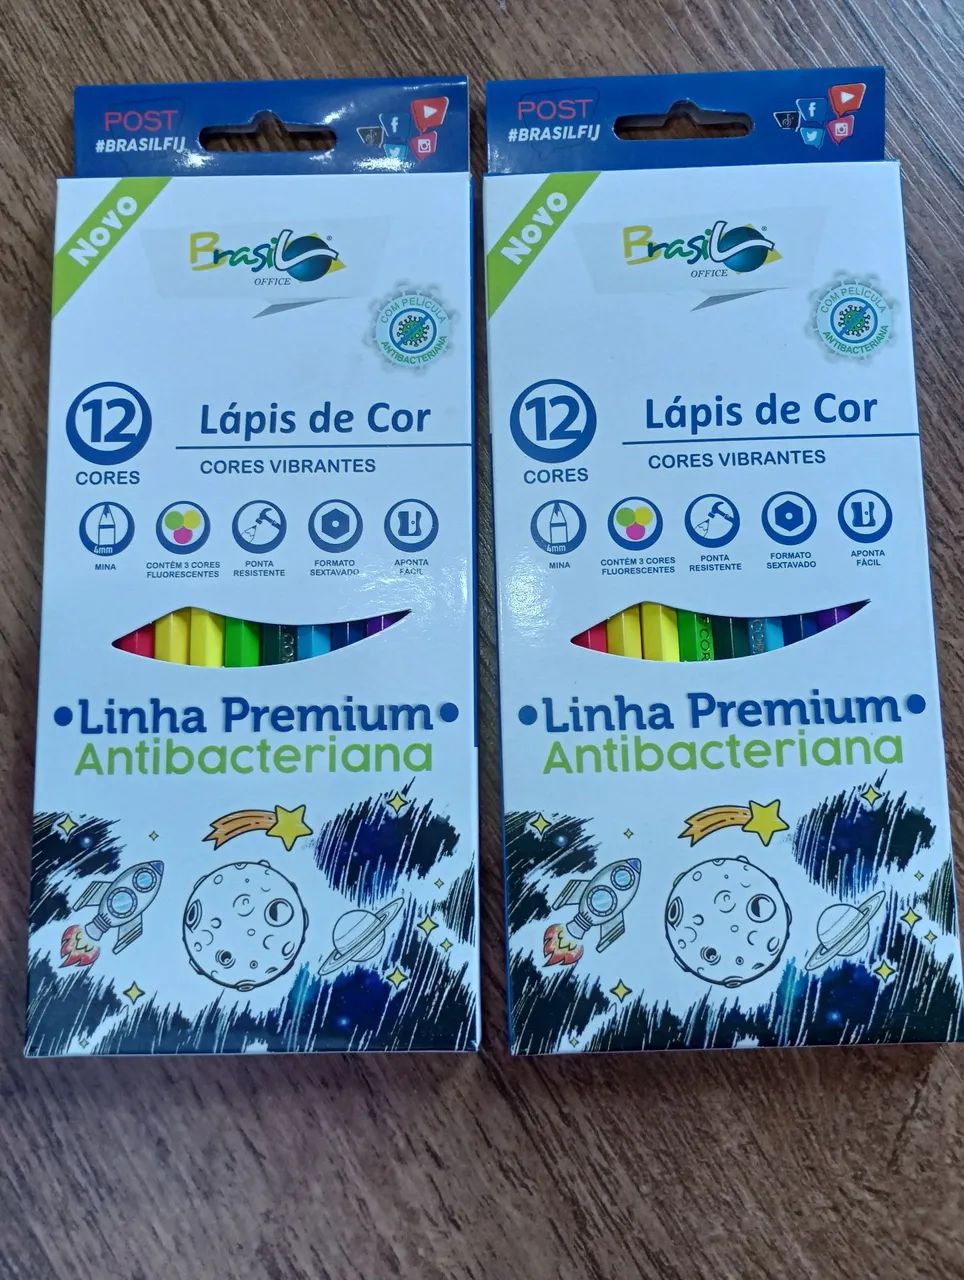 POST
#BRASILFIJ
NOVO
Brasil
OFFICE
COM PELÍCULA
ANTIBACTERIANA
12
CORES
Lápis de Cor
CORES VIBRANTES
4mm
MINA
CONTÉM 3 CORES
FLUORESCENTES
PONTA
RESISTENTE
FORMATO
SEXTAVADO
APONTA
FÁCIL
Linha Premium
Antibacteriana
POST
#BRASILFIJ
NOVO
Brasil
OFFICE
COM PELÍCULA
ANTIBACTERIANA
12
CORES
Lápis de Cor
CORES VIBRANTES
4mm
MINA
CONTÉM 3 CORES
FLUORESCENTES
PONTA
RESISTENTE
FORMATO
SEXTAVADO
APONTA
FÁCIL
Linha Premium
Antibacteriana